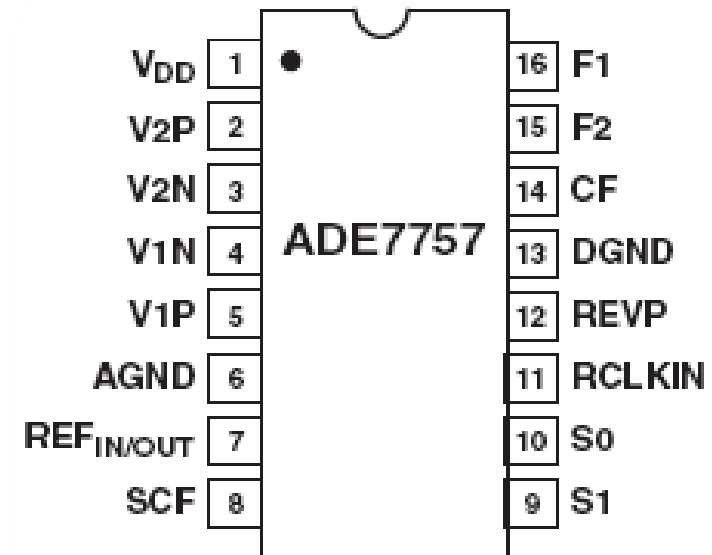 VDD 1 16 F1
V2P 2 15 F2
V2N 3 14 CF
V1N 4 ADE7757 13 DGND
V1P 5 12 REVP
AGND 6 11 RCLKIN
REFIN/OUT 7 10 S0
SCF 8 9 S1